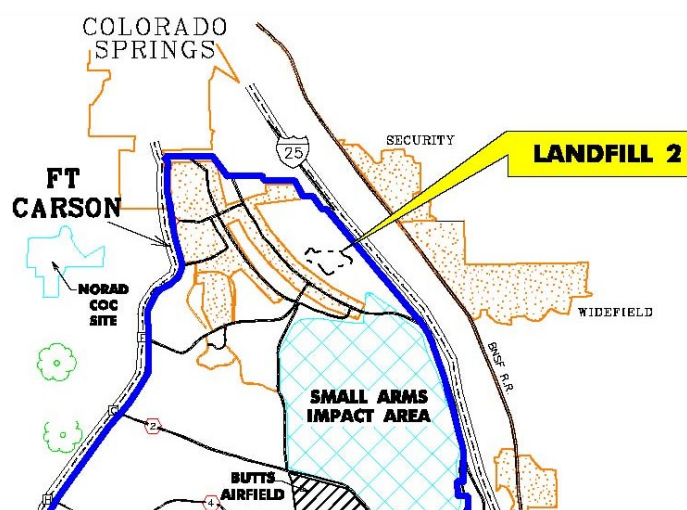 COLORADO
SPRINGS
25
SECURITY
LANDFILL 2
FT
CARSON
NORAD
COC
SITE
WIDEFIELD
BNSF R.R.
SMALL ARMS
IMPACT AREA
2
BUTTS
AIRFIELD
4